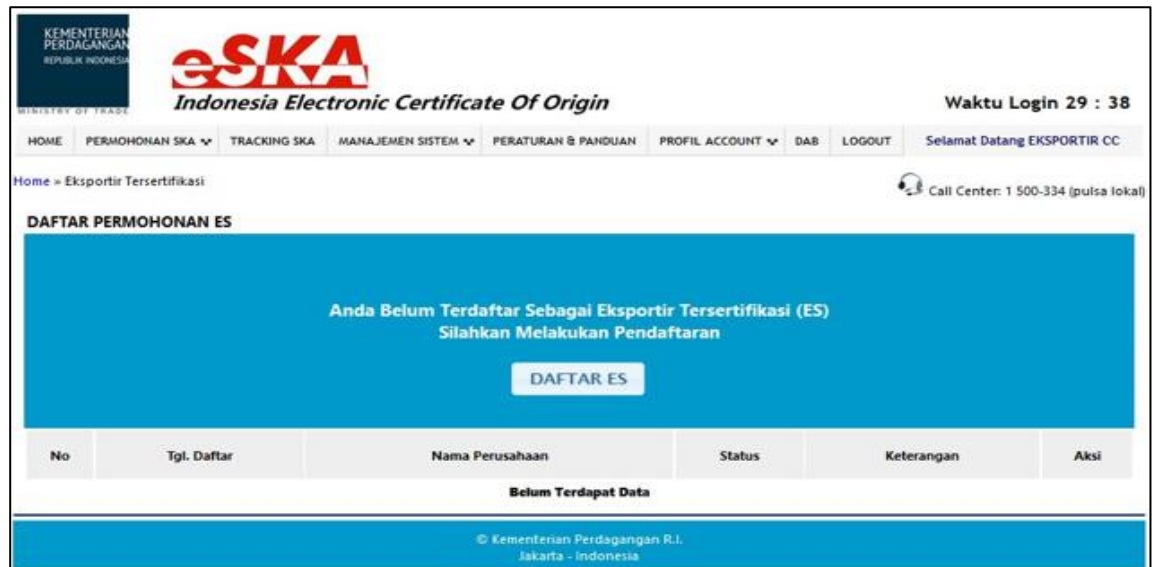 KEMENTERIAN
PERDAGANGAN
REPUBLIK INDONESIA
MINISTRY OF TRADE
eSKA
Indonesia Electronic Certificate Of Origin
Waktu Login 29 : 38
HOME PERMOHONAN SKA TRACKING SKA MANAJEMEN SISTEM PERATURAN & PANDUAN PROFIL ACCOUNT DAB LOGOUT Selamat Datang EKSPORTIR CC
Home » Eksportir Tersertifikasi
Call Center: 1 500-334 (pulsa lokal)
DAFTAR PERMOHONAN ES
Anda Belum Terdaftar Sebagai Eksportir Tersertifikasi (ES)
Silahkan Melakukan Pendaftaran
DAFTAR ES
No Tgl. Daftar Nama Perusahaan Status Keterangan Aksi
Belum Terdapat Data
© Kementerian Perdagangan R.I.
Jakarta - Indonesia